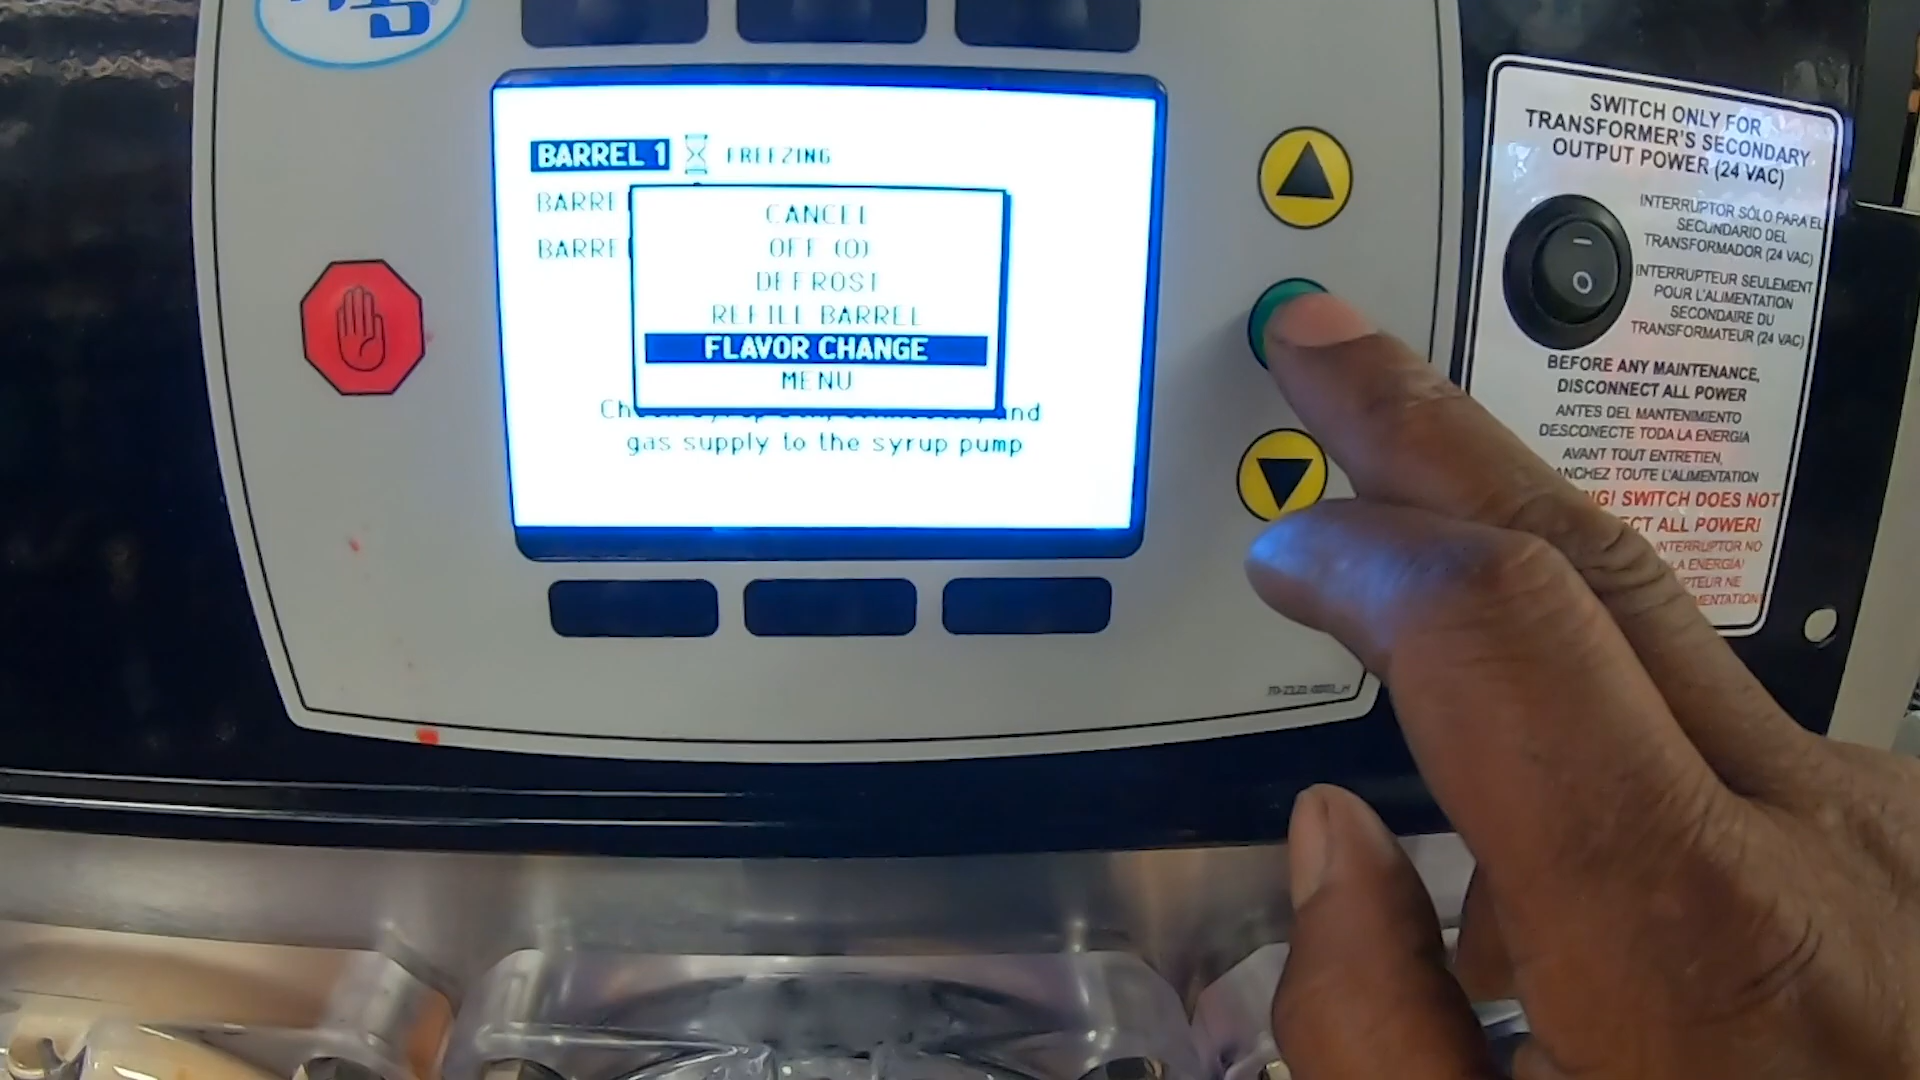 BARREL 1 FREEZING
BARRE
BARRE
CANCEL
OFF (0)
DEFROST
REFILL BARREL
FLAVOR CHANGE
MENU
and
gas supply to the syrup pump
SWITCH ONLY FOR
TRANSFORMER'S SECONDARY
OUTPUT POWER (24 VAC)
INTERRUPTOR SÓLO PARA EL
SECUNDARIO DEL
TRANSFORMADOR (24 VAC)
INTERRUPTEUR SEULEMENT
POUR L'ALIMENTATION
SECONDAIRE DU
TRANSFORMATEUR (24 VAC)
BEFORE ANY MAINTENANCE,
DISCONNECT ALL POWER
ANTES DEL MANTENIMIENTO
DESCONECTE TODA LA ENERGIA
AVANT TOUT ENTRETIEN,
ANCHEZ TOUTE L'ALIMENTATION
NG! SWITCH DOES NOT
ECT ALL POWER!
INTERRUPTOR NO
LA ENERGIA!
PTEUR NE
MENTATION!